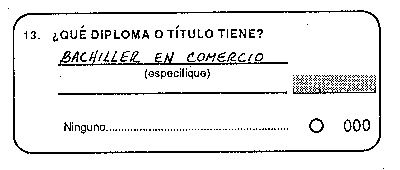 13. ¿QUÉ DIPLOMA O TÍTULO TIENE?
BACHILLER EN COMERCIO
(especifique)
Ninguno.......................................................... O 000